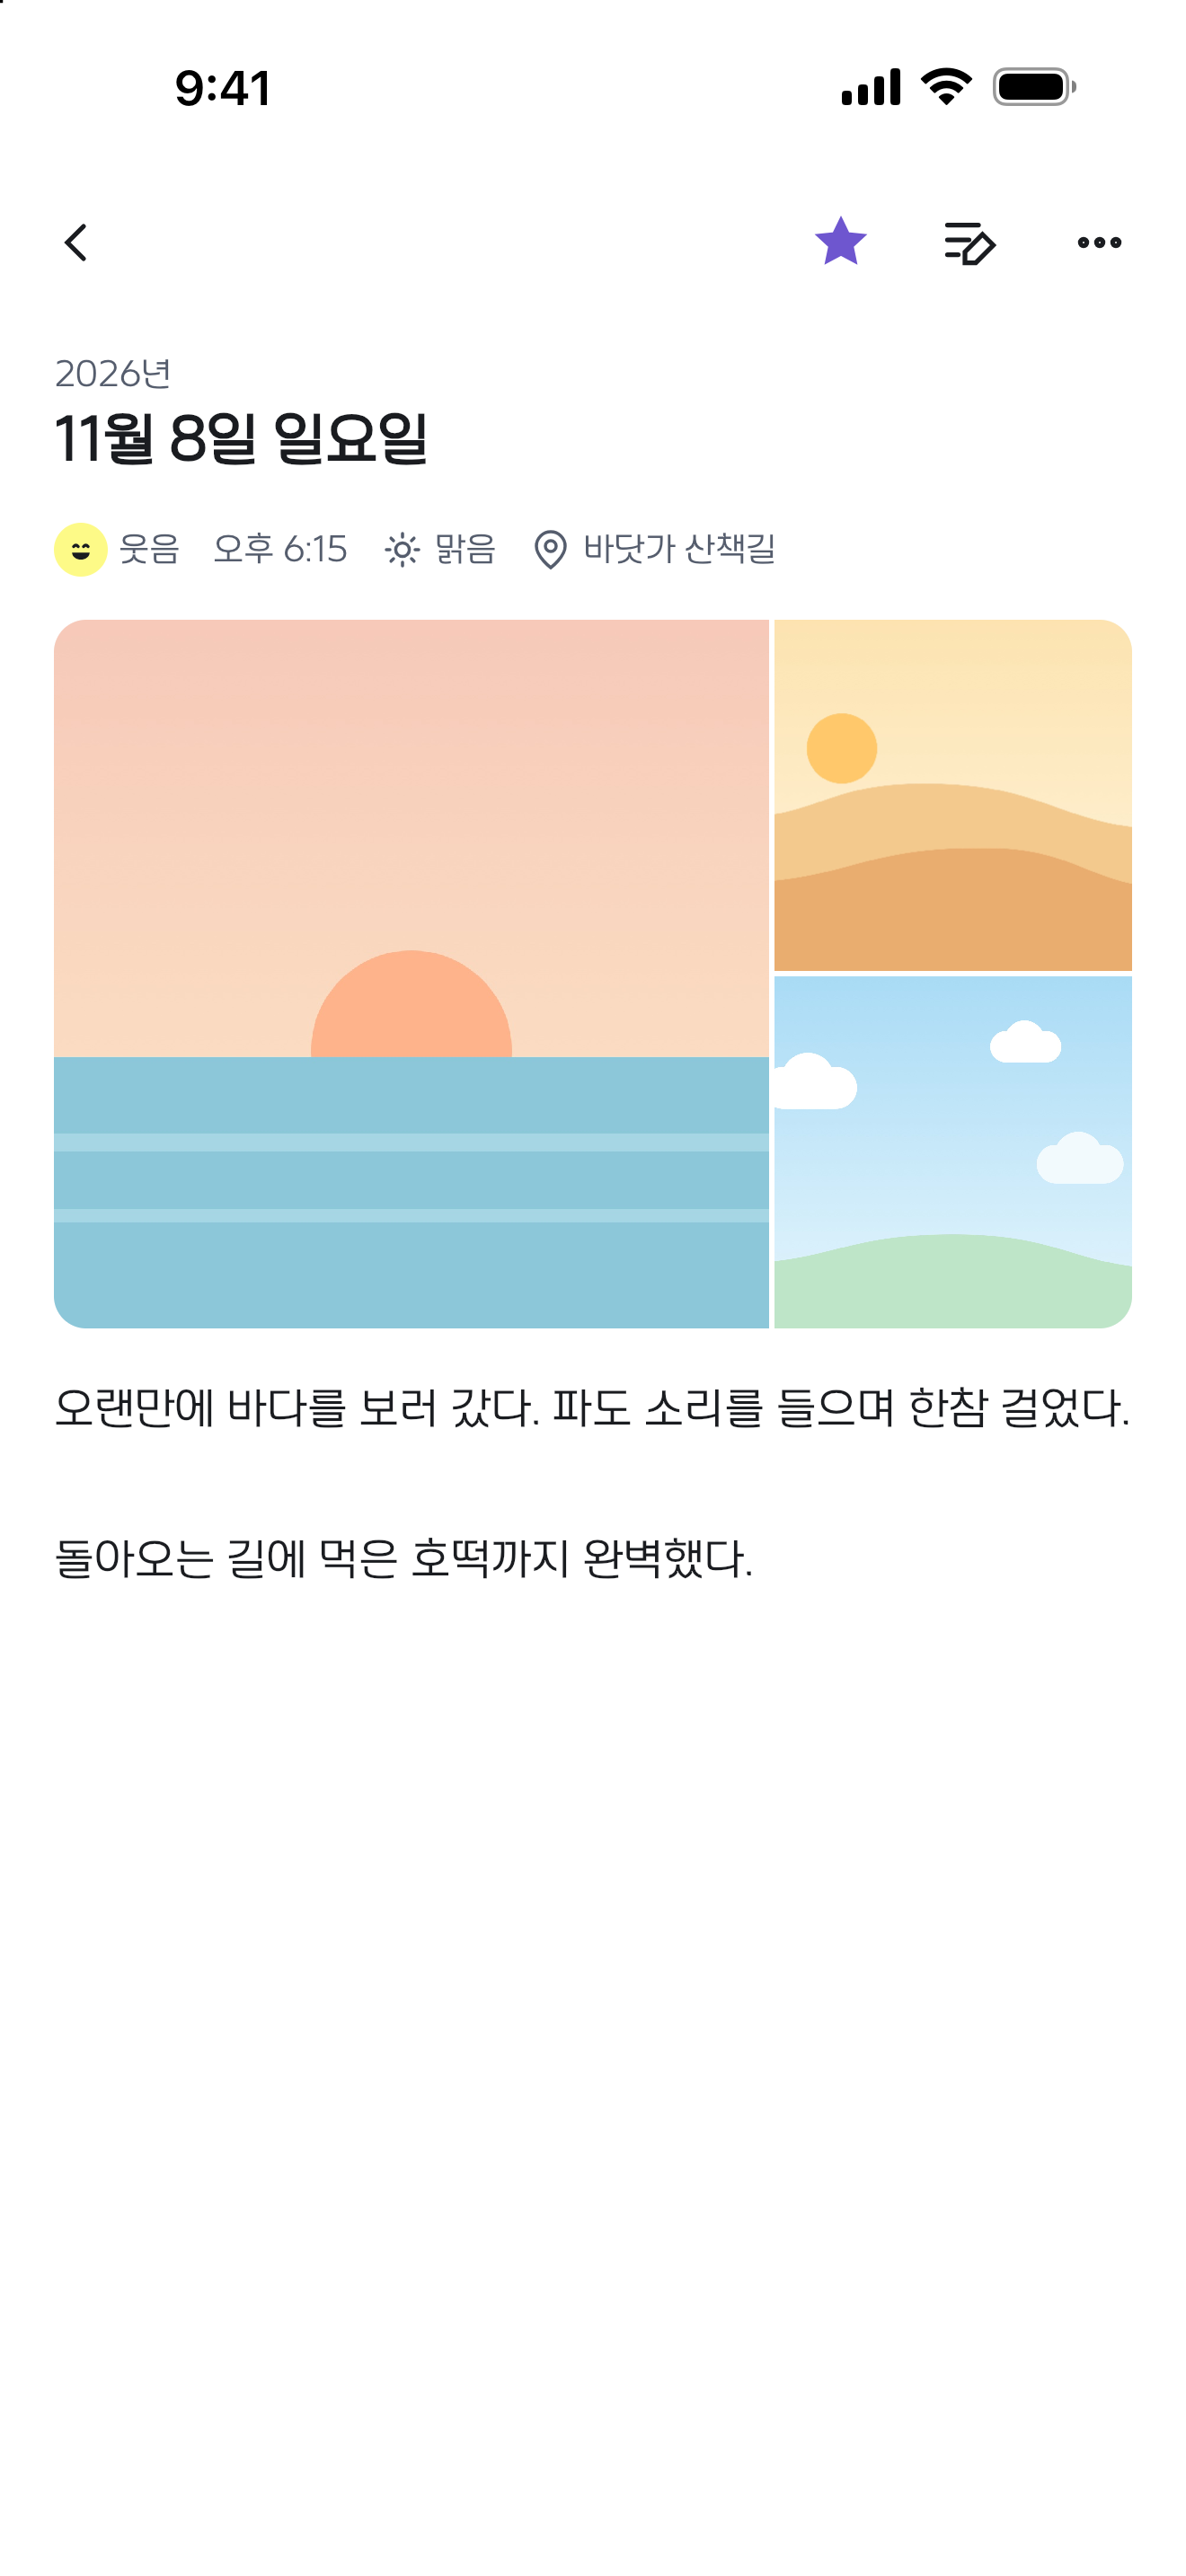 9:41
2026년
11월 8일 일요일
웃음 오후 6:15 맑음 바닷가 산책길
오랜만에 바다를 보러 갔다. 파도 소리를 들으며 한참 걸었다.
돌아오는 길에 먹은 호떡까지 완벽했다.